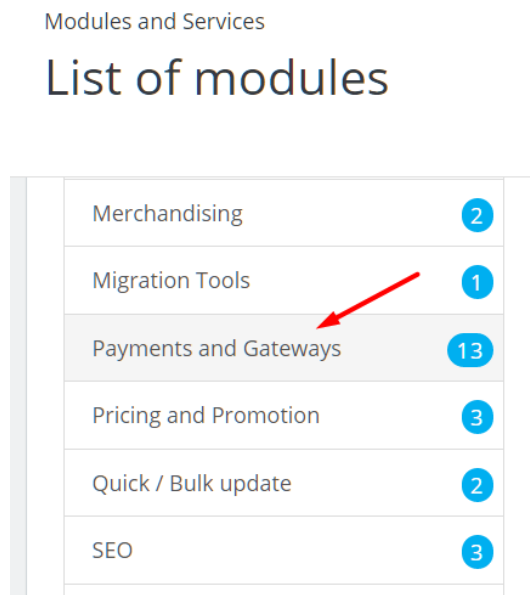 Modules and Services
List of modules
Merchandising 2
Migration Tools 1
Payments and Gateways 13
Pricing and Promotion 3
Quick / Bulk update 2
SEO 3